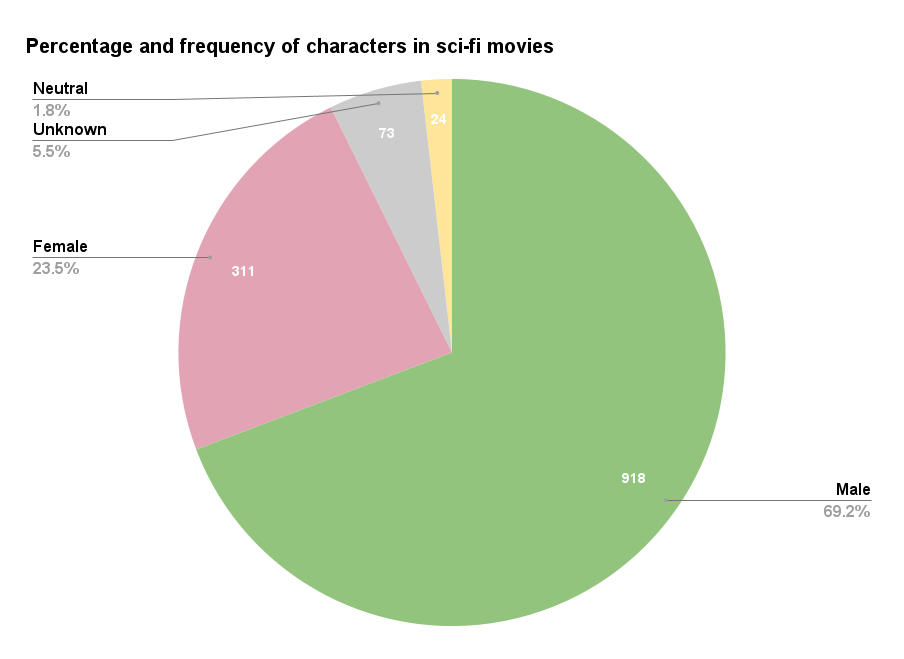 Percentage and frequency of characters in sci-fi movies
Neutral
1.8%
Unknown
5.5%
73
24
Female
23.5%
311
918
Male
69.2%